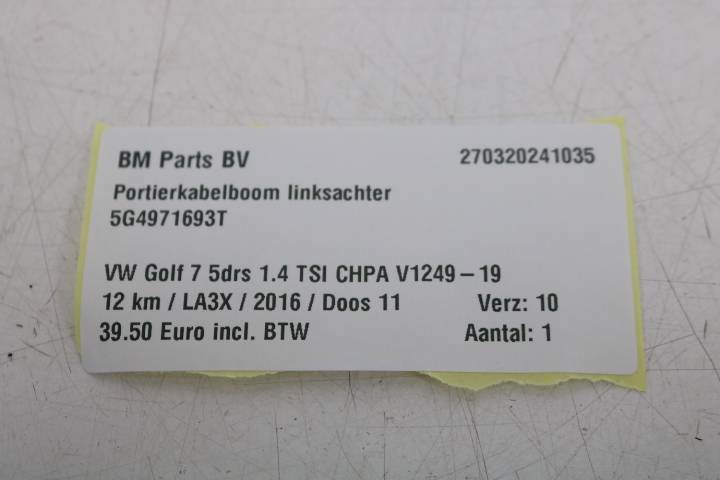 BM Parts BV 270320241035
Portierkabelboom linksachter
5G4971693T
VW Golf 7 5drs 1.4 TSI CHPA V1249-19
12 km / LA3X / 2016 / Doos 11 Verz: 10
39.50 Euro incl. BTW Aantal: 1